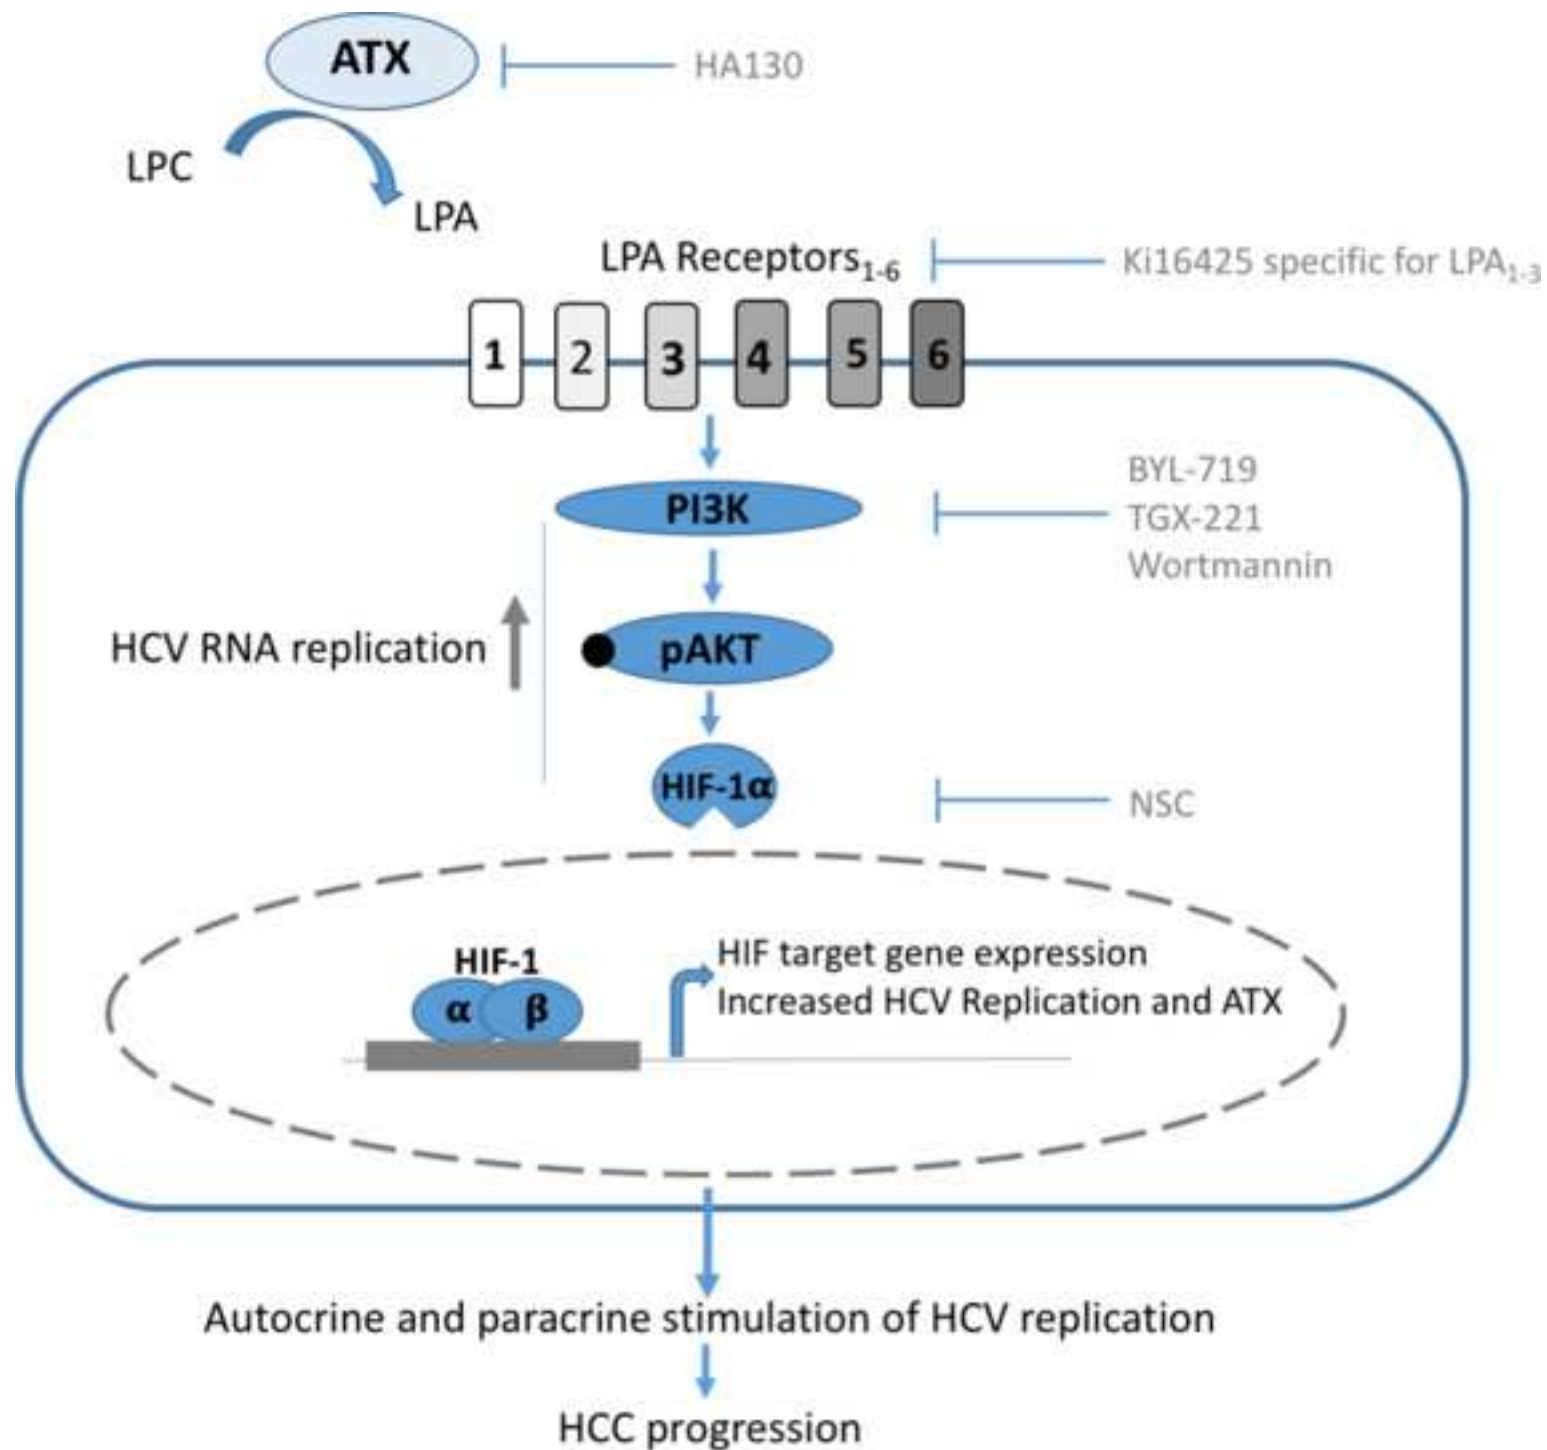 ATX
HA130
LPC
LPA
LPA Receptors1-6
Ki16425 specific for LPA1-3
1 2 3 4 5 6
PI3K
BYL-719
TGX-221
Wortmannin
HCV RNA replication
pAKT
HIF-1α
NSC
HIF-1
α β
HIF target gene expression
Increased HCV Replication and ATX
Autocrine and paracrine stimulation of HCV replication
HCC progression